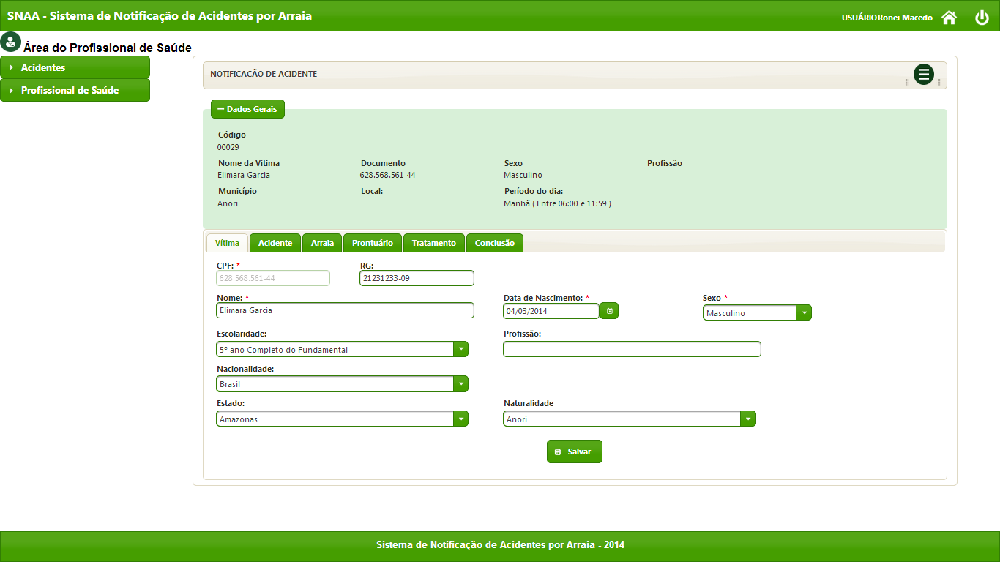 SNAA - Sistema de Notificação de Acidentes por Arraia
USUÁRIORonei Macedo
Área do Profissional de Saúde
Acidentes
Profissional de Saúde
NOTIFICACÃO DE ACIDENTE
Dados Gerais
Código
00029
Nome da Vítima Documento Sexo Profissão
Elimara Garcia 628.568.561-44 Masculino
Município Local: Período do dia:
Anori Manhã ( Entre 06:00 e 11:59 )
Vítima Acidente Arraia Prontuário Tratamento Conclusão
CPF: * RG:
628.568.561-44 21231233-09
Nome: * Data de Nascimento: * Sexo *
Elimara Garcia 04/03/2014 Masculino
Escolaridade: Profissão:
5º ano Completo do Fundamental
Nacionalidade:
Brasil
Estado: Naturalidade
Amazonas Anori
Salvar
Sistema de Notificação de Acidentes por Arraia - 2014